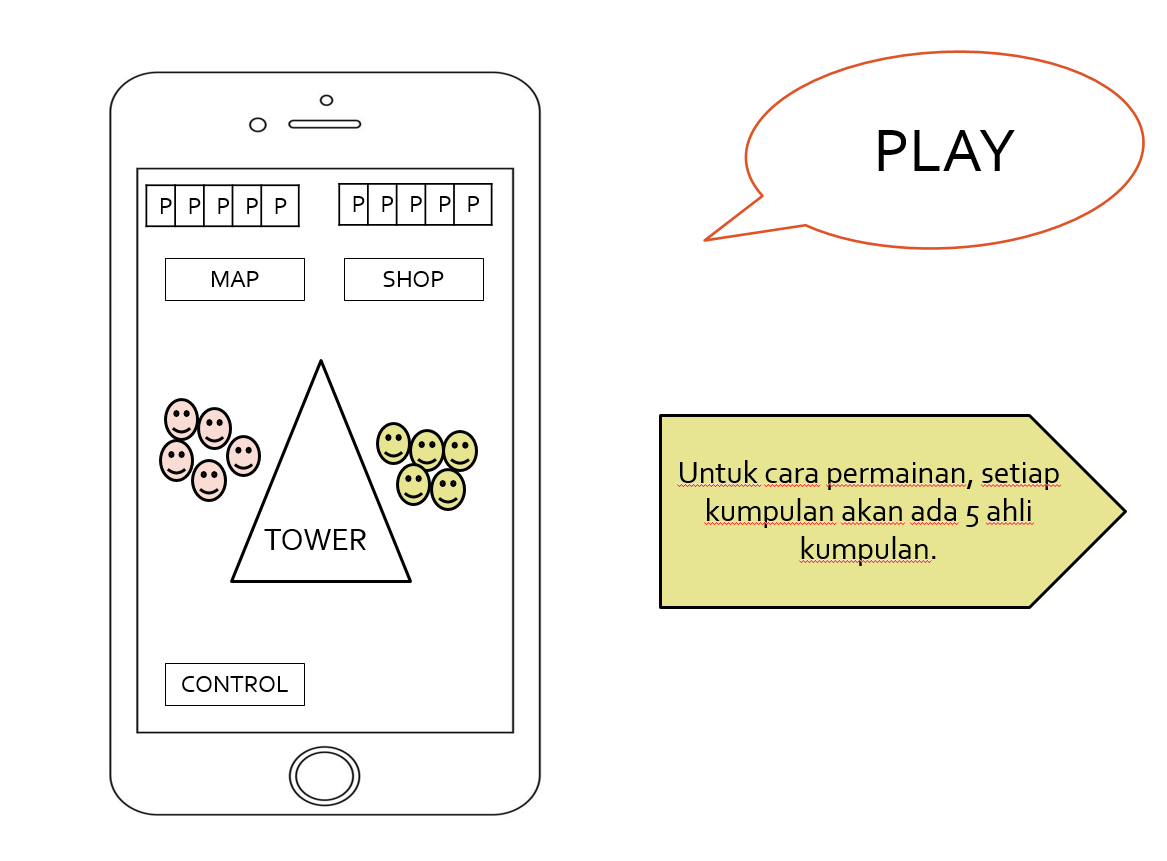 P P P P P
P P P P P
MAP
SHOP
TOWER
CONTROL
PLAY
Untuk cara permainan, setiap
kumpulan akan ada 5 ahli
kumpulan.